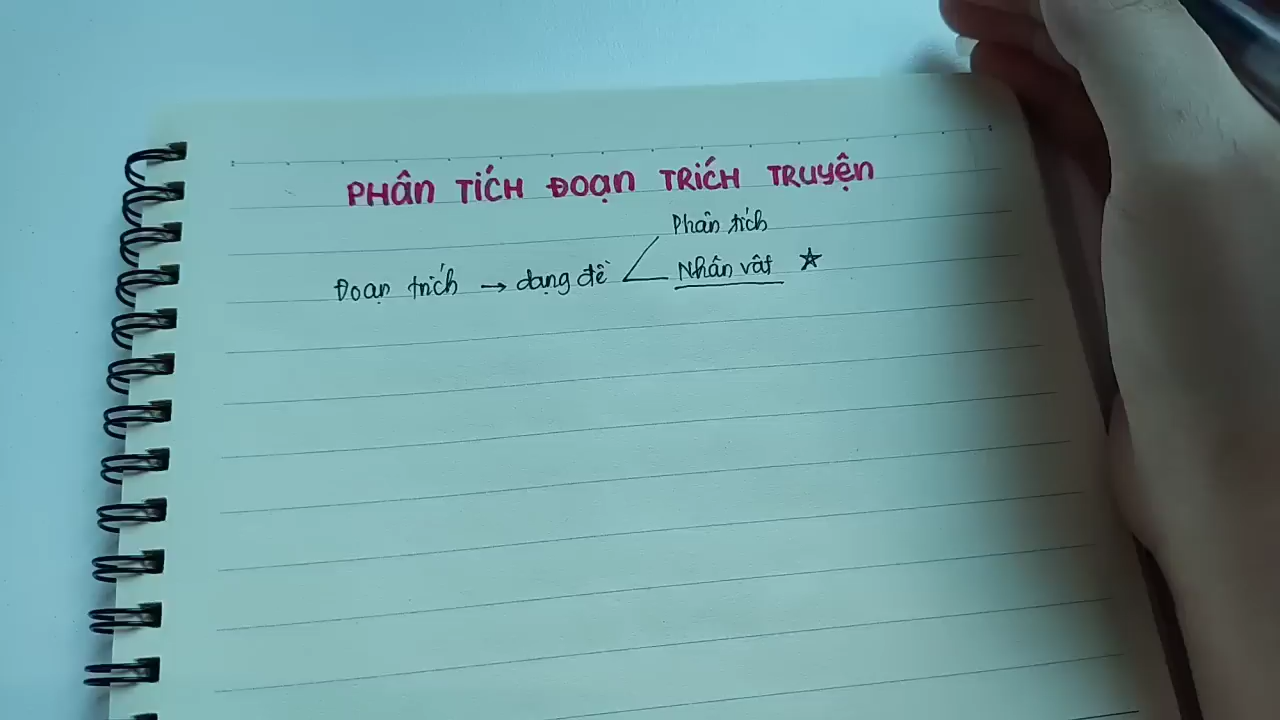 PHÂN TÍCH ĐOẠN TRÍCH TRUYỆN
Phân tích
Đoạn trích → dạng đề
Nhân vật ☆